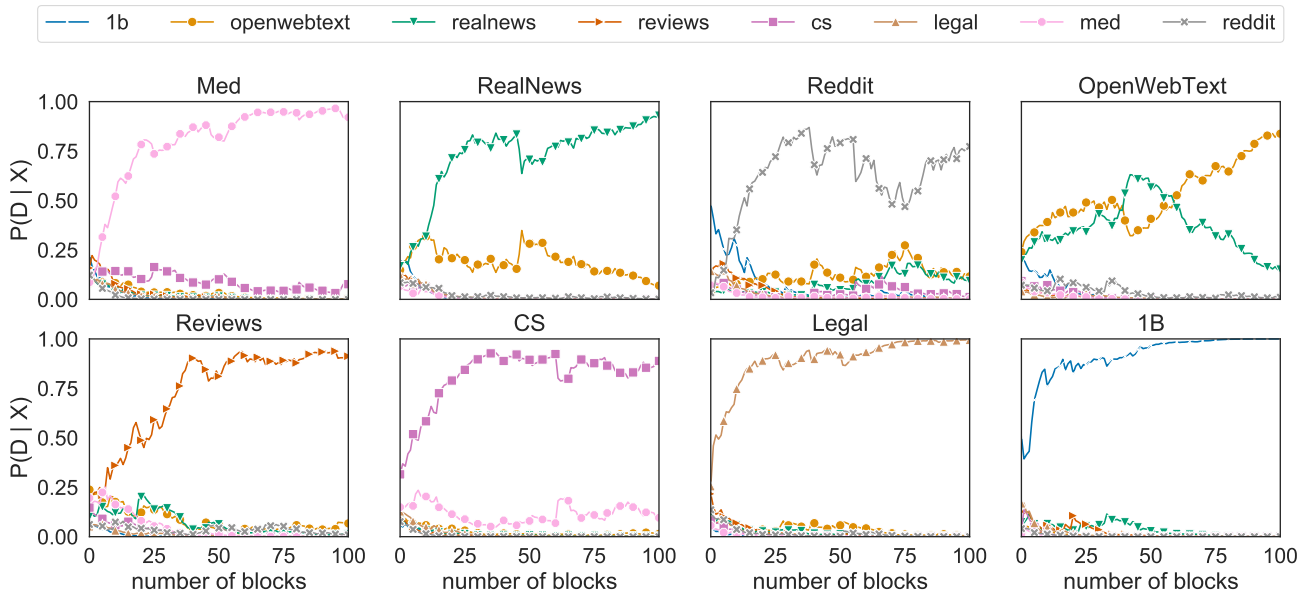 1b openwebtext realnews reviews cs legal med reddit
Med RealNews Reddit OpenWebText
P(D | X)
1.00
0.75
0.50
0.25
0.00
Reviews CS Legal 1B
P(D | X)
1.00
0.75
0.50
0.25
0.00
0 25 50 75 100 0 25 50 75 100 0 25 50 75 100 0 25 50 75 100
number of blocks number of blocks number of blocks number of blocks